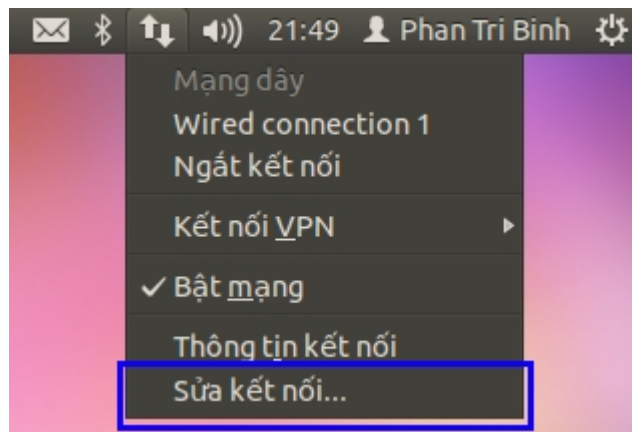 21:49 Phan Tri Binh
Mạng dây
Wired connection 1
Ngắt kết nối
Kết nối VPN
Bật mạng
Thông tin kết nối
Sửa kết nối...